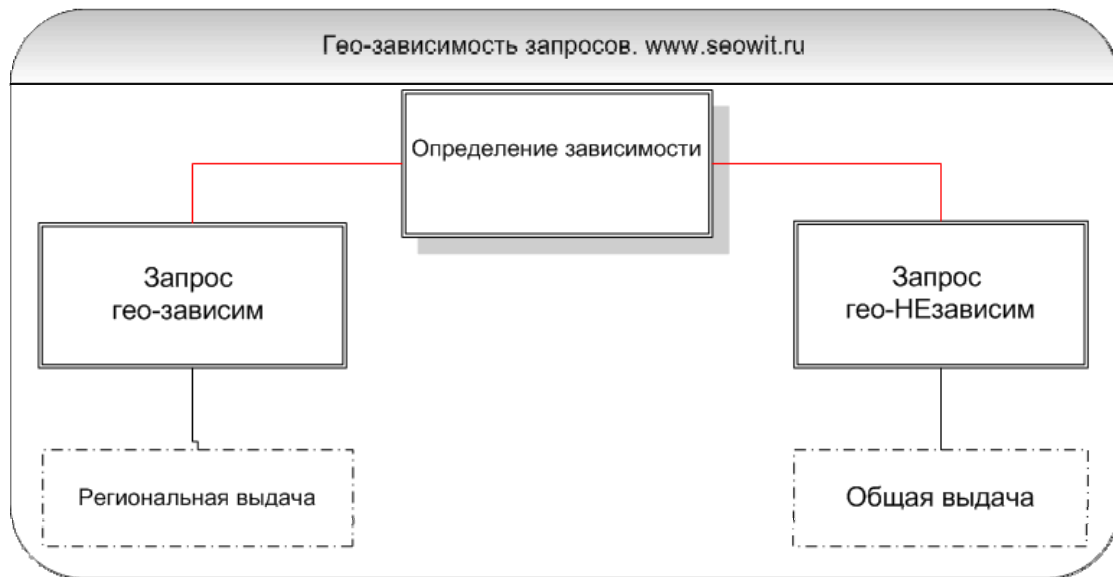 Гео-зависимость запросов. www.seowit.ru
Определение зависимости
Запрос
гео-зависим
Запрос
гео-НЕзависим
Региональная выдача
Общая выдача